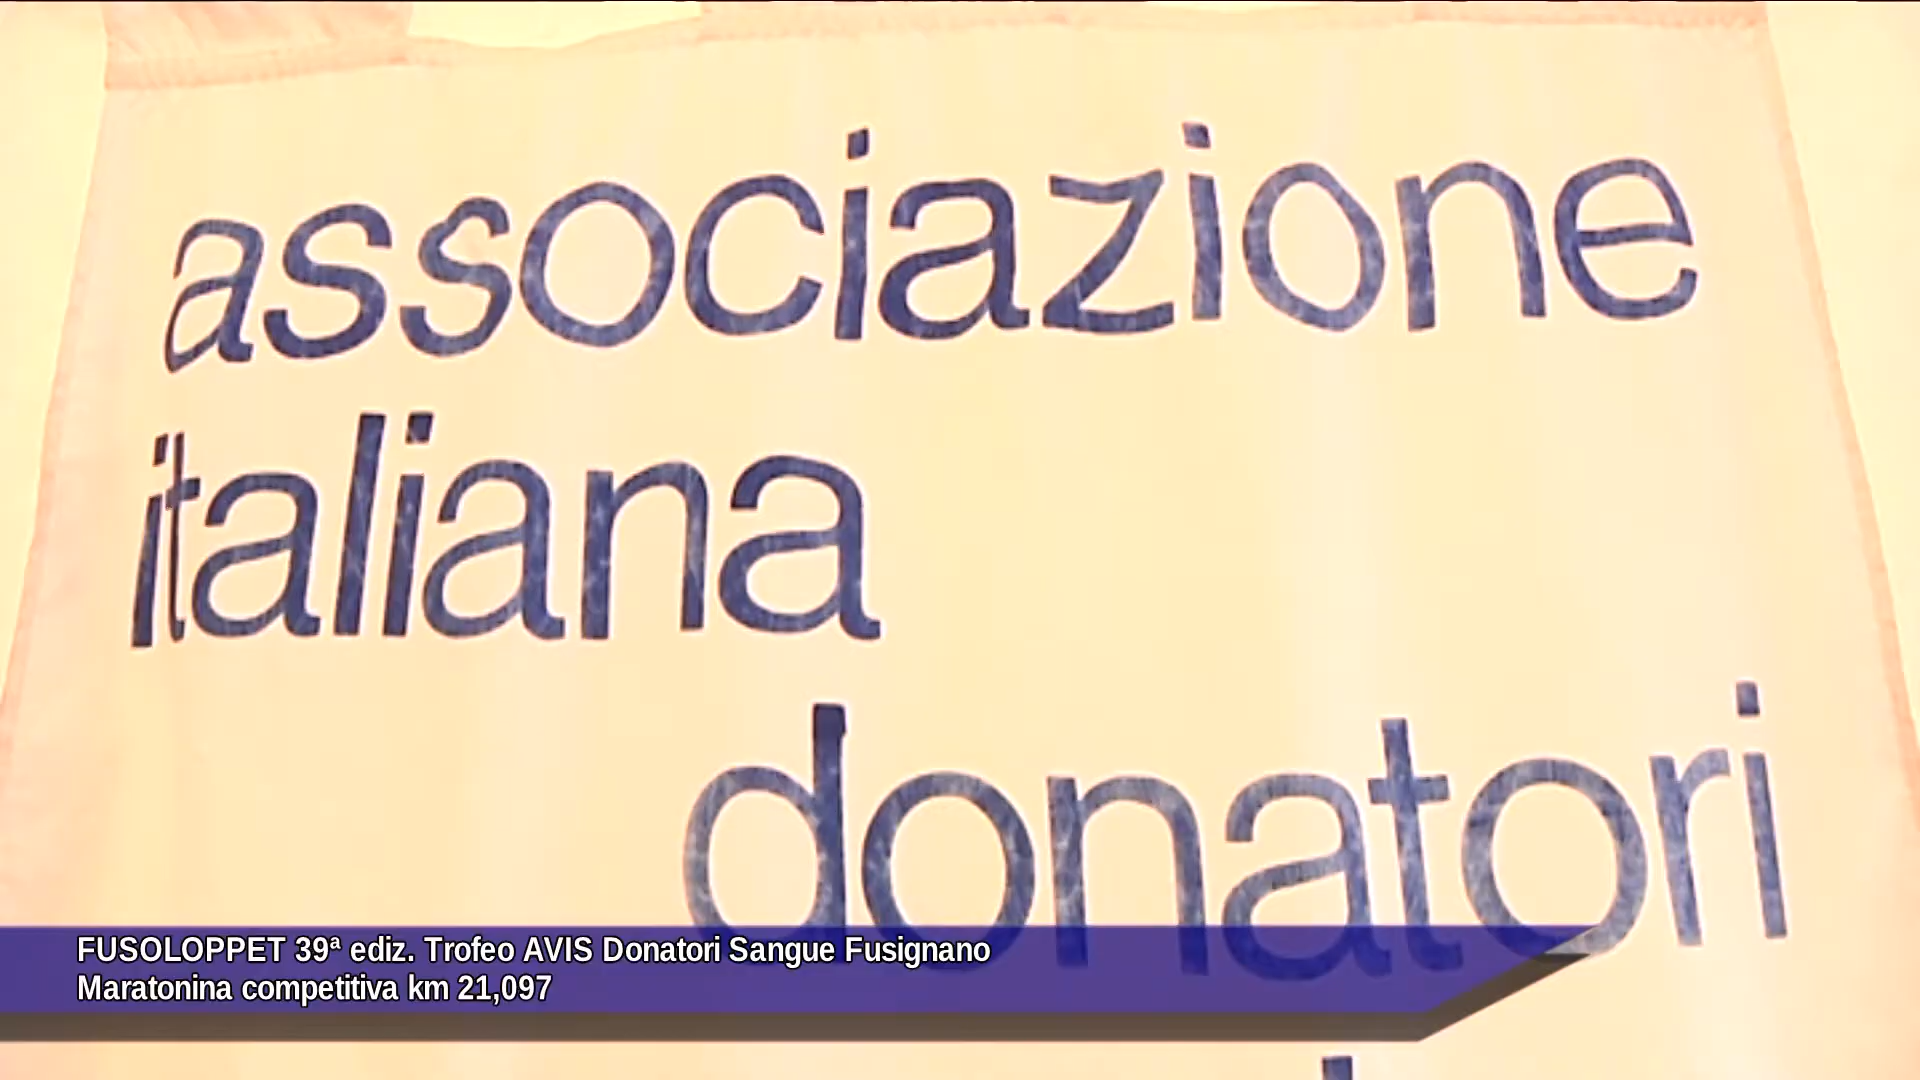 associazione
italiana
donatori
FUSOLOPPET 39ª ediz. Trofeo AVIS Donatori Sangue Fusignano
Maratonina competitiva km 21,097